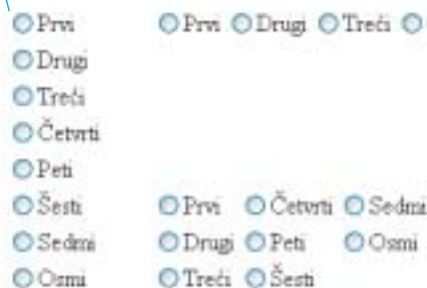 Prvi
Drugi
Treći
Četvrti
Peti
Šesti
Sedmi
Osmi
Prvi Drugi Treći
Prvi Četvrti Sedmi
Drugi Peti Osmi
Treći Šesti